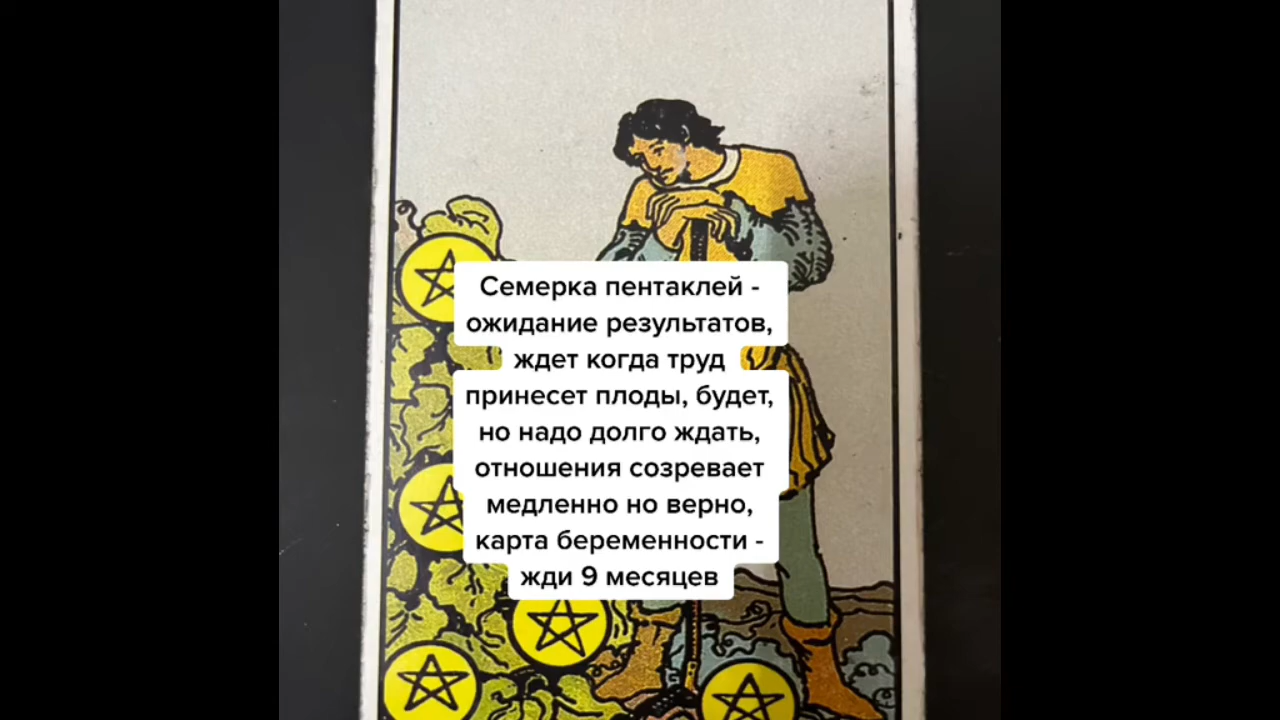 Семерка пентаклей -
ожидание результатов,
ждет когда труд
принесет плоды, будет,
но надо долго ждать,
отношения созревает
медленно но верно,
карта беременности -
жди 9 месяцев